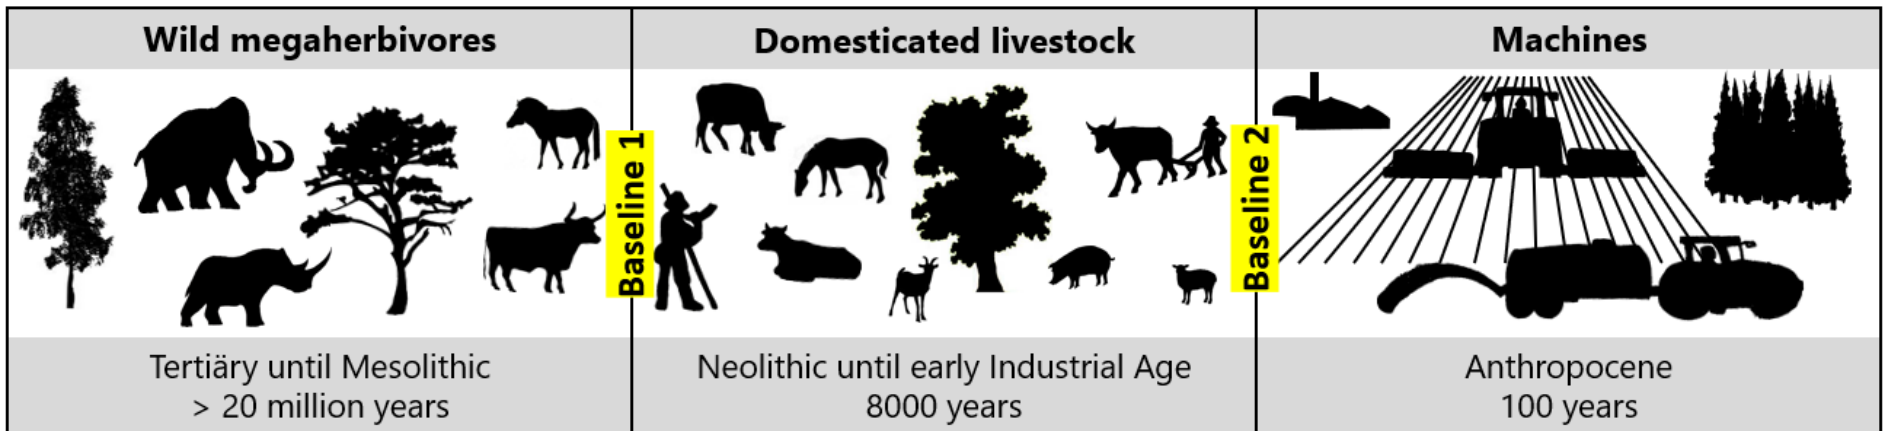 Wild megaherbivores
Domesticated livestock
Machines
Baseline 1
Baseline 2
Tertiäry until Mesolithic
> 20 million years
Neolithic until early Industrial Age
8000 years
Anthropocene
100 years